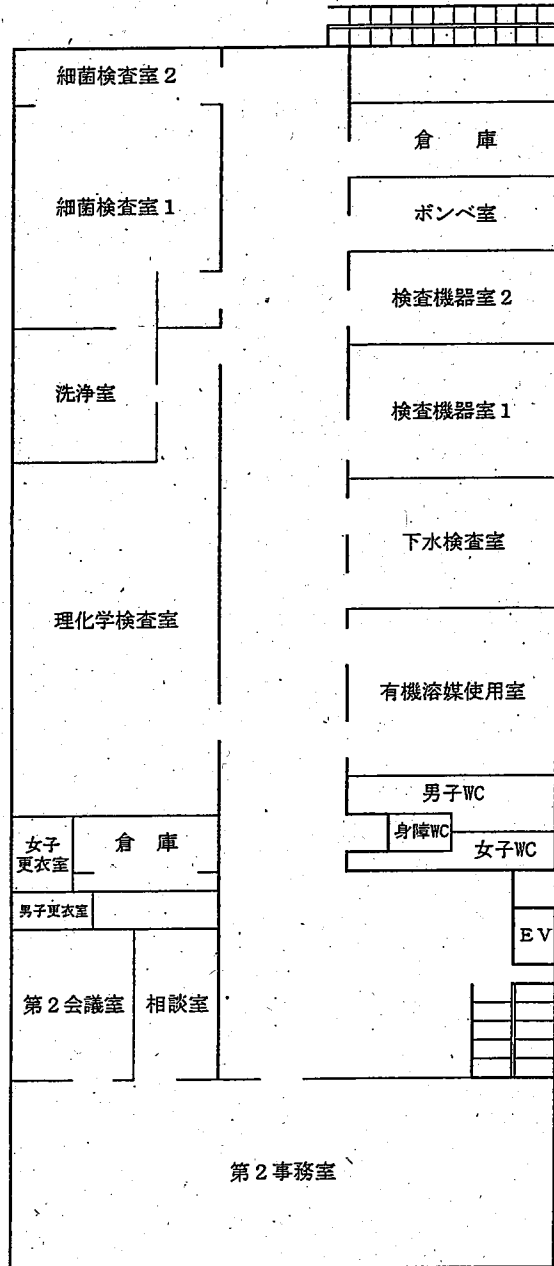 細菌検査室2
倉　庫
細菌検査室1
ボンベ室
検査機器室2
洗浄室
検査機器室1
下水検査室
理化学検査室
有機溶媒使用室
男子WC
身障WC
女子WC
女子
更衣室
倉　庫
男子更衣室
EV
第2会議室
相談室
第2事務室